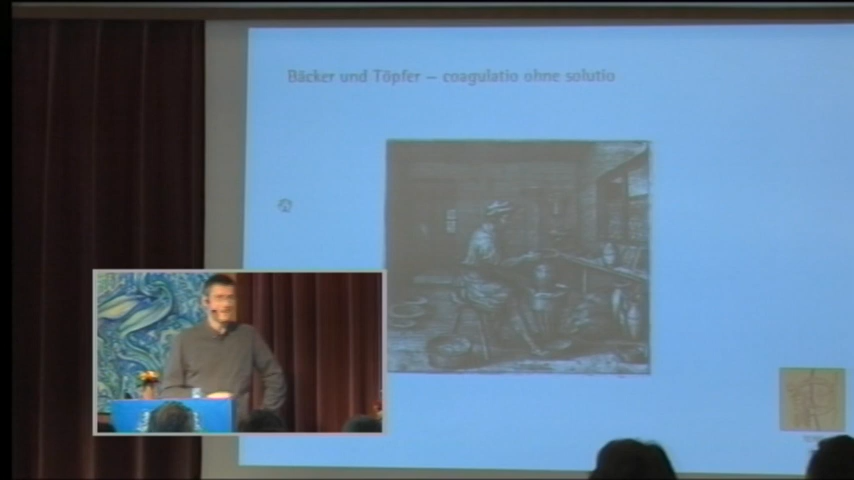 Bäcker und Töpfer – coagulatio ohne solutio